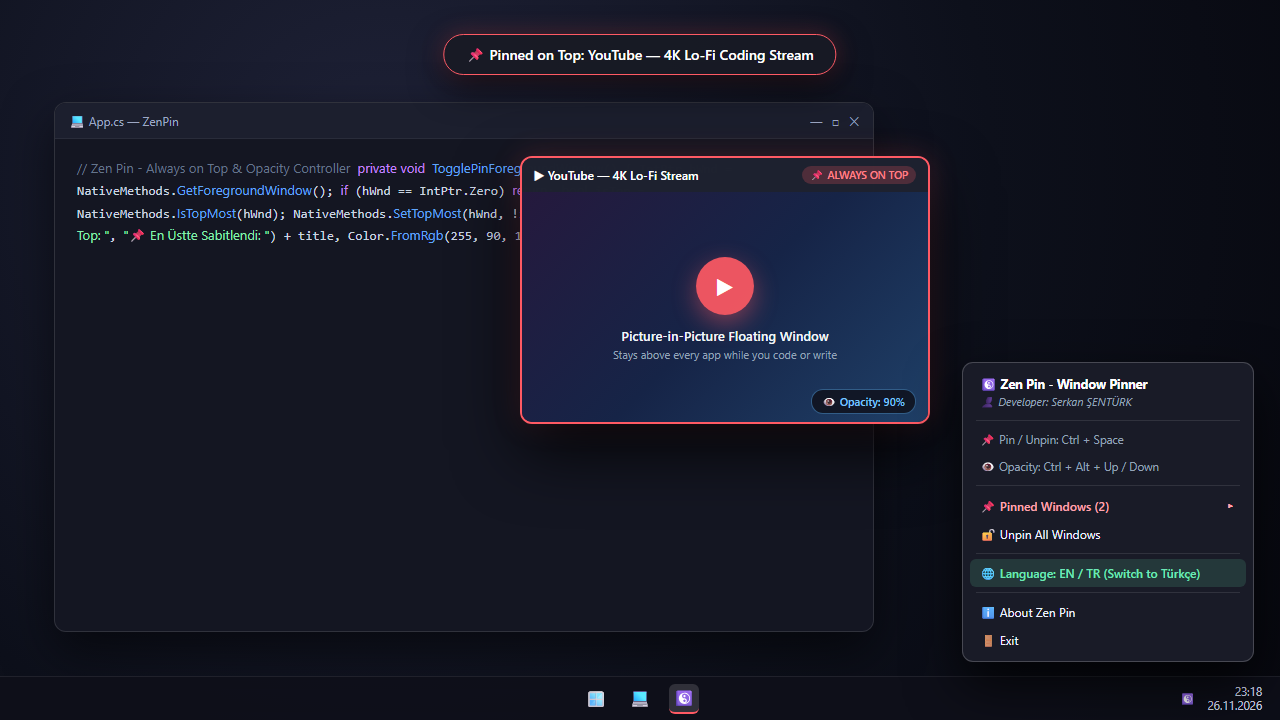 📌 Pinned on Top: YouTube — 4K Lo-Fi Coding Stream
App.cs — ZenPin
// Zen Pin - Always on Top & Opacity Controller private void TogglePinForeg
NativeMethods.GetForegroundWindow(); if (hWnd == IntPtr.Zero) re
NativeMethods.IsTopMost(hWnd); NativeMethods.SetTopMost(hWnd, !
Top: ", "📌 En Üstte Sabitlendi: ") + title, Color.FromRgb(255, 90, 1
▶ YouTube — 4K Lo-Fi Stream
📌 ALWAYS ON TOP
Picture-in-Picture Floating Window
Stays above every app while you code or write
Opacity: 90%
Zen Pin - Window Pinner
Developer: Serkan ŞENTÜRK
📌 Pin / Unpin: Ctrl + Space
Opacity: Ctrl + Alt + Up / Down
📌 Pinned Windows (2)
Unpin All Windows
Language: EN / TR (Switch to Türkçe)
About Zen Pin
Exit
23:18
26.11.2026